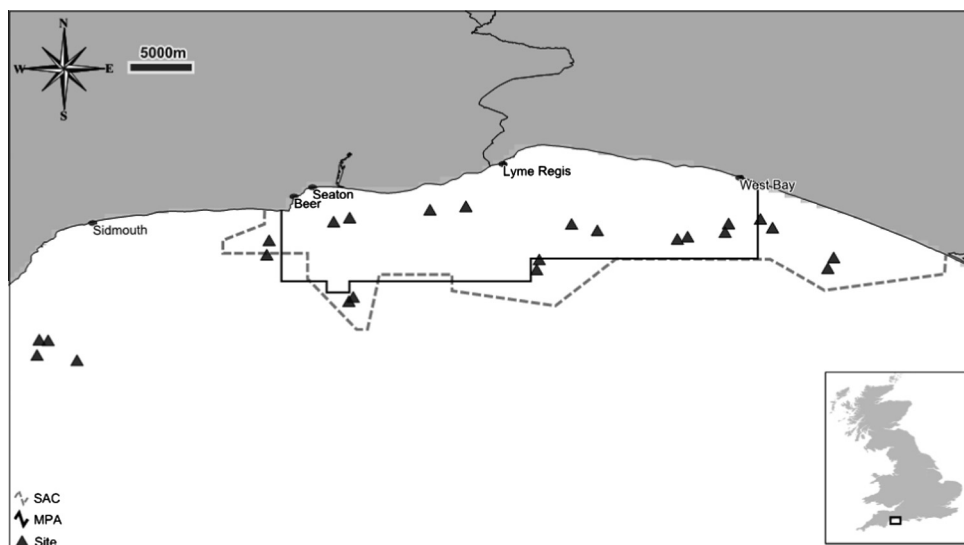 N
5000m
W E
S
Lyme Regis
West Bay
Seaton
Beer
Sidmouth
SAC
MPA
Site